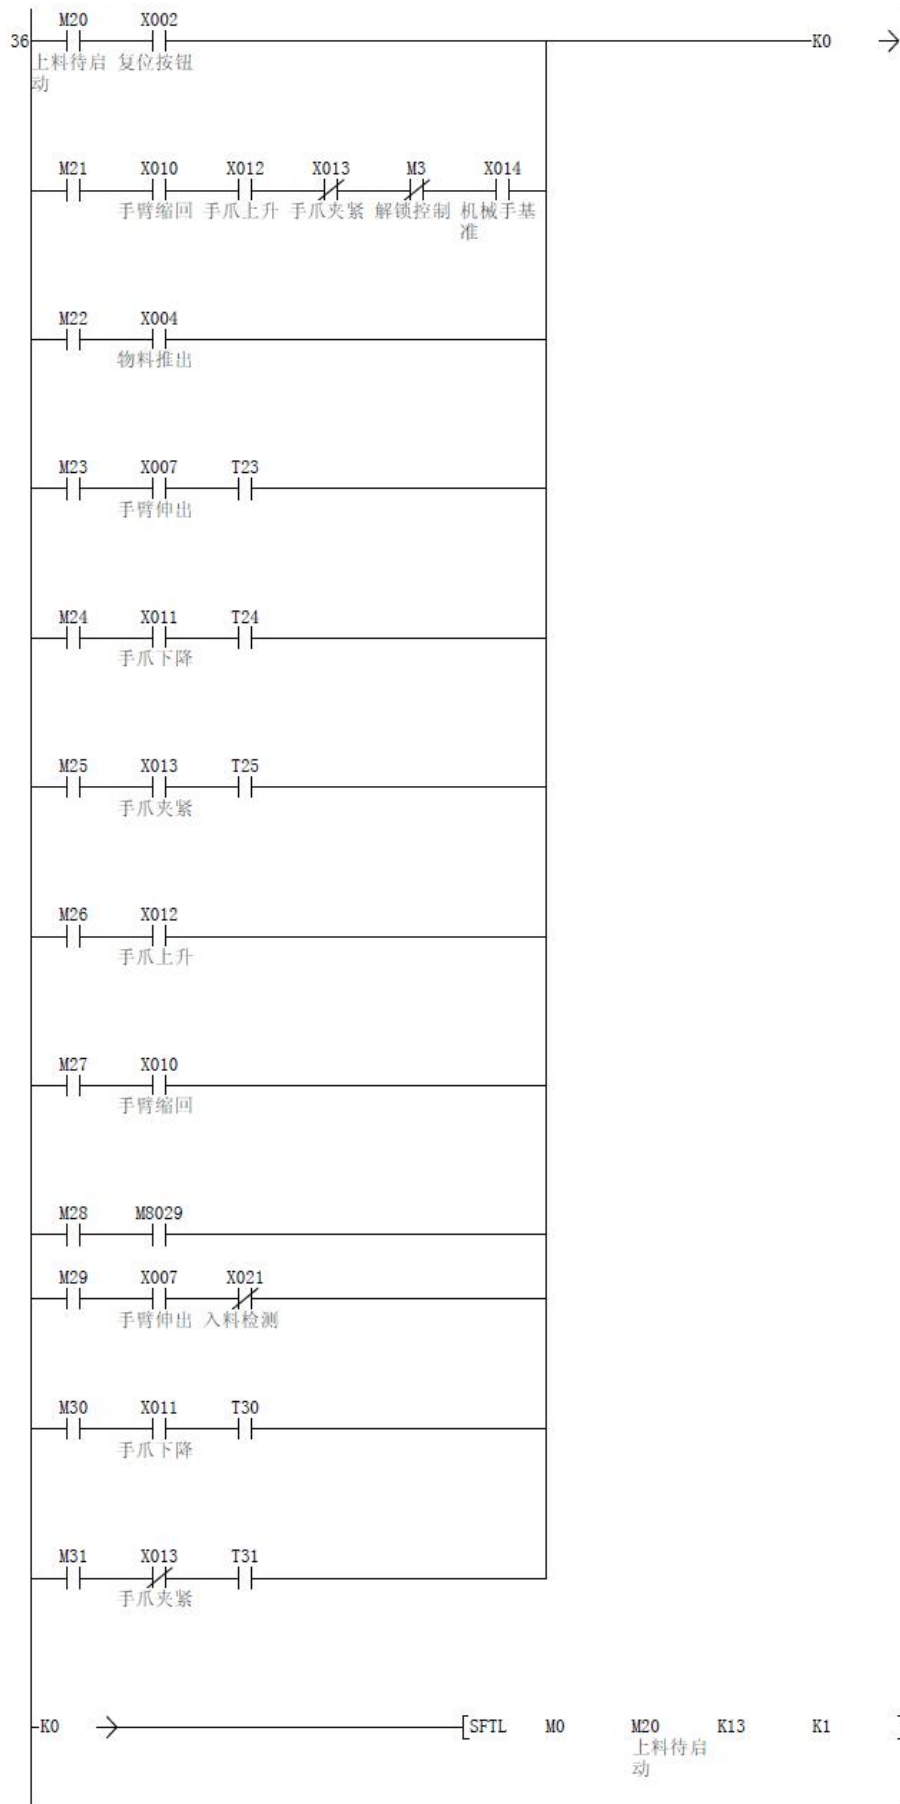 M20 X002
36 K0
上料待启 复位按钮
动
M21 X010 X012 X013 M3 X014
手臂缩回 手爪上升 手爪夹紧 解锁控制 机械手基
准
M22 X004
物料推出
M23 X007 T23
手臂伸出
M24 X011 T24
手爪下降
M25 X013 T25
手爪夹紧
M26 X012
手爪上升
M27 X010
手臂缩回
M28 M8029
M29 X007 X021
手臂伸出 入料检测
M30 X011 T30
手爪下降
M31 X013 T31
手爪夹紧
K0 [SFTL M0 M20 K13 K1 ]
上料待启
动